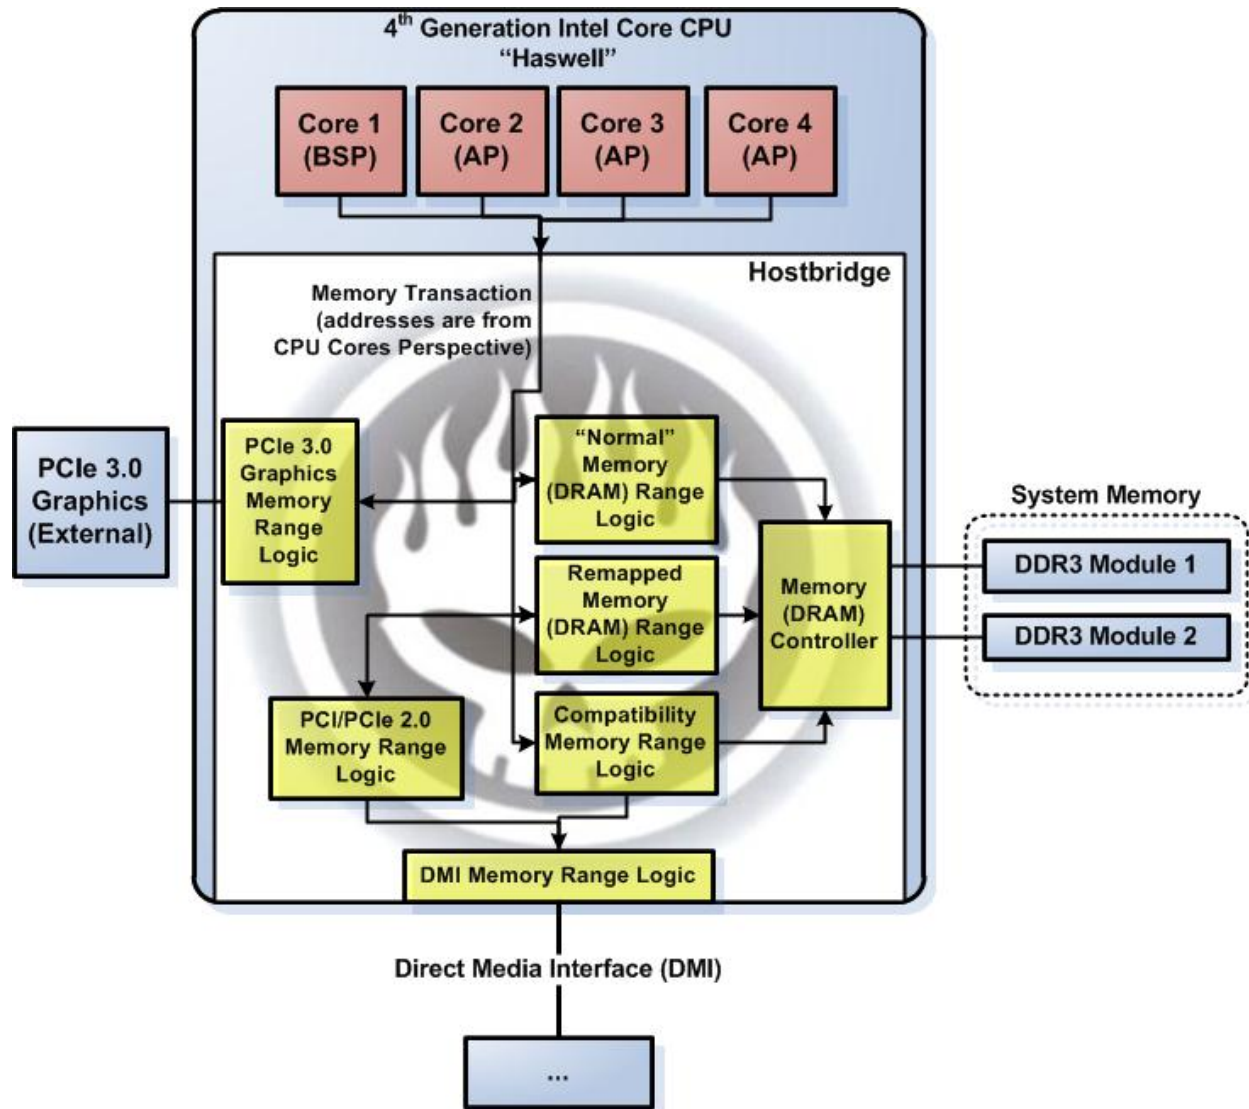 4th Generation Intel Core CPU
“Haswell”
Core 1
(BSP)
Core 2
(AP)
Core 3
(AP)
Core 4
(AP)
Hostbridge
Memory Transaction
(addresses are from
CPU Cores Perspective)
PCIe 3.0
Graphics
(External)
PCIe 3.0
Graphics
Memory
Range
Logic
“Normal”
Memory
(DRAM) Range
Logic
Remapped
Memory
(DRAM) Range
Logic
Memory
(DRAM)
Controller
System Memory
DDR3 Module 1
DDR3 Module 2
PCI/PCIe 2.0
Memory Range
Logic
Compatibility
Memory Range
Logic
DMI Memory Range Logic
Direct Media Interface (DMI)
...